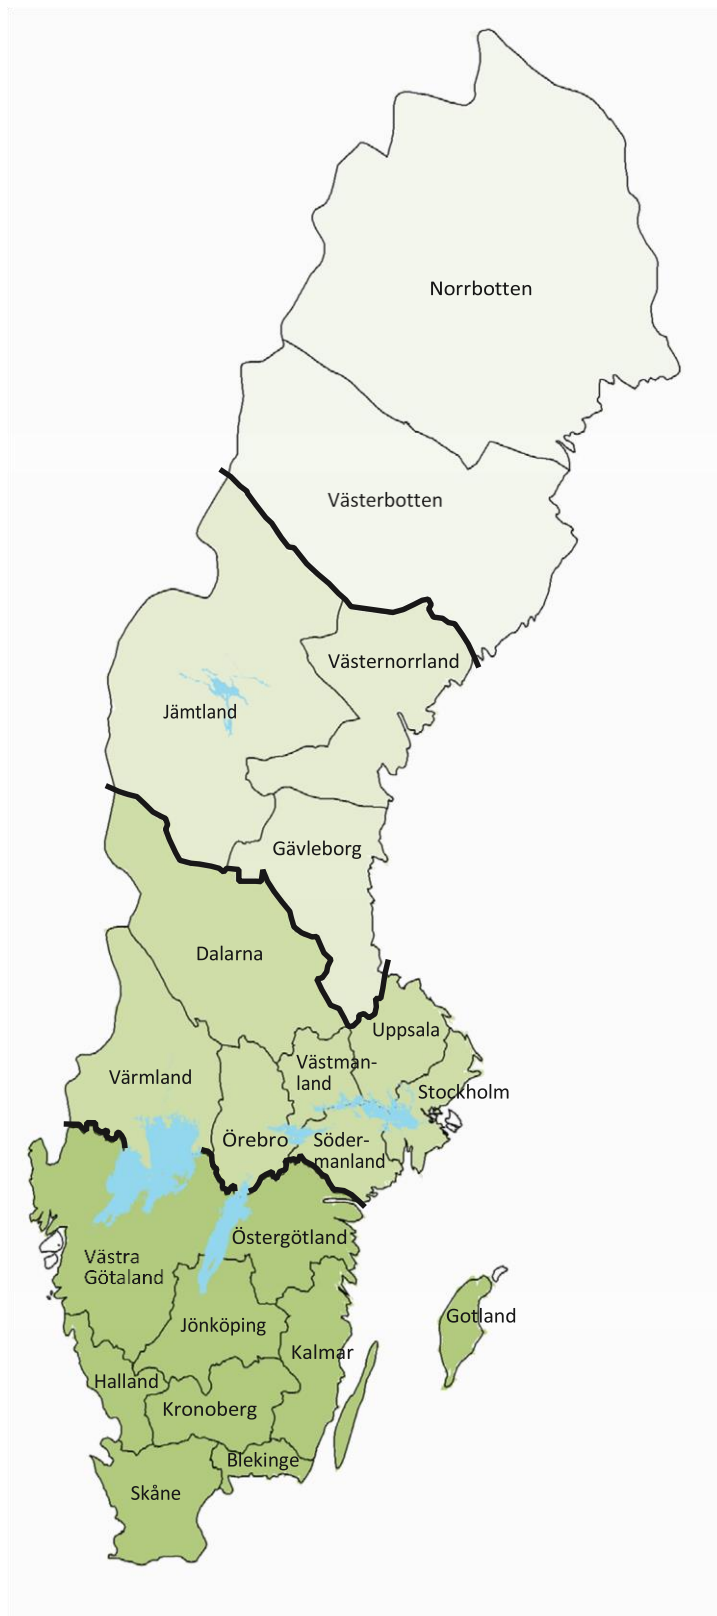 Norrbotten
Västerbotten
Västernorrland
Jämtland
Gävleborg
Dalarna
Uppsala
Västman-
land
Värmland
Stockholm
Örebro
Söder-
manland
Östergötland
Västra
Götaland
Gotland
Jönköping
Kalmar
Halland
Kronoberg
Blekinge
Skåne